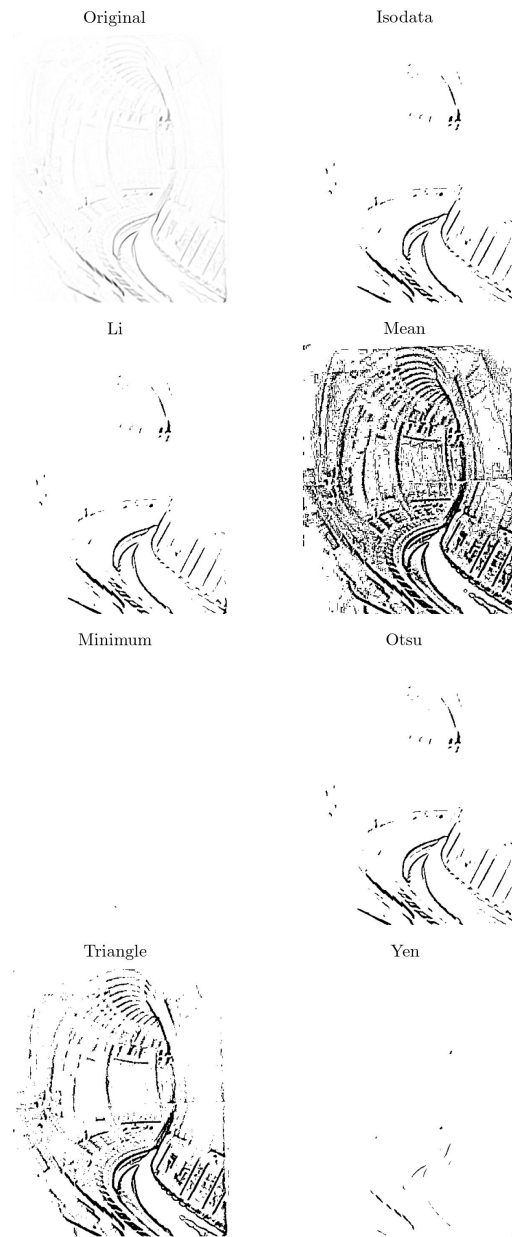 Original
Isodata
Li
Mean
Minimum
Otsu
Triangle
Yen